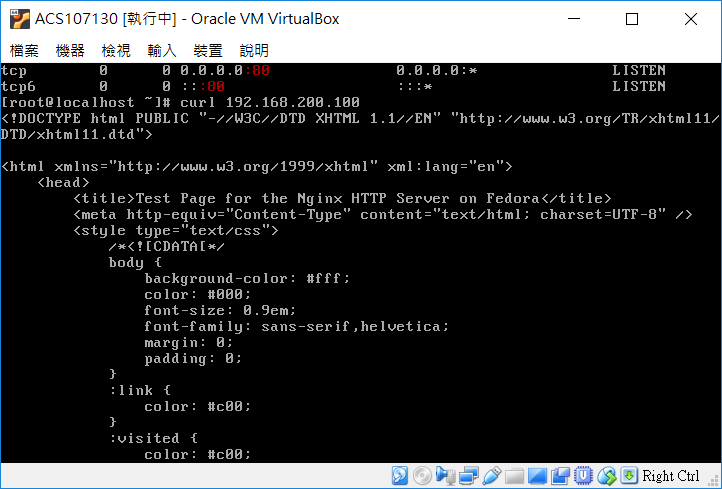 ACS107130 [執行中] - Oracle VM VirtualBox
檔案 機器 檢視 輸入 裝置 說明
tcp 0 0 0.0.0.0:80 0.0.0.0:* LISTEN
tcp6 0 0 :::80 :::* LISTEN
[root@localhost ~]# curl 192.168.200.100
<!DOCTYPE html PUBLIC "-//W3C//DTD XHTML 1.1//EN" "http://www.w3.org/TR/xhtml11/
DTD/xhtml11.dtd">
<html xmlns="http://www.w3.org/1999/xhtml" xml:lang="en">
<head>
<title>Test Page for the Nginx HTTP Server on Fedora</title>
<meta http-equiv="Content-Type" content="text/html; charset=UTF-8" />
<style type="text/css">
/*<![CDATA[*/
body {
background-color: #fff;
color: #000;
font-size: 0.9em;
font-family: sans-serif,helvetica;
margin: 0;
padding: 0;
}
:link {
color: #c00;
}
:visited {
color: #c00;
Right Ctrl